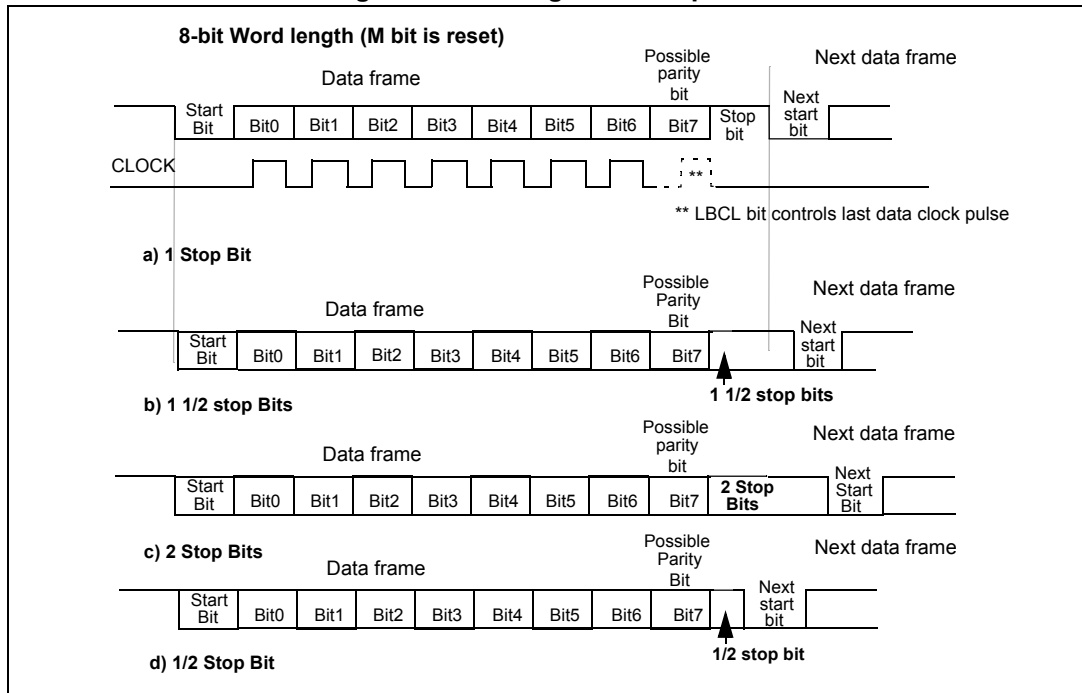 8-bit Word length (M bit is reset)
Data frame
Possible
parity
bit
Next data frame
Start
Bit
Bit0
Bit1
Bit2
Bit3
Bit4
Bit5
Bit6
Bit7
Stop
bit
Next
start
bit
CLOCK
**
** LBCL bit controls last data clock pulse
a) 1 Stop Bit
Data frame
Possible
Parity
Bit
Next data frame
Start
Bit
Bit0
Bit1
Bit2
Bit3
Bit4
Bit5
Bit6
Bit7
Next
start
bit
1 1/2 stop bits
b) 1 1/2 stop Bits
Data frame
Possible
parity
bit
Next data frame
Start
Bit
Bit0
Bit1
Bit2
Bit3
Bit4
Bit5
Bit6
Bit7
2 Stop
Bits
Next
Start
Bit
c) 2 Stop Bits
Data frame
Possible
Parity
Bit
Next data frame
Start
Bit
Bit0
Bit1
Bit2
Bit3
Bit4
Bit5
Bit6
Bit7
Next
start
bit
1/2 stop bit
d) 1/2 Stop Bit